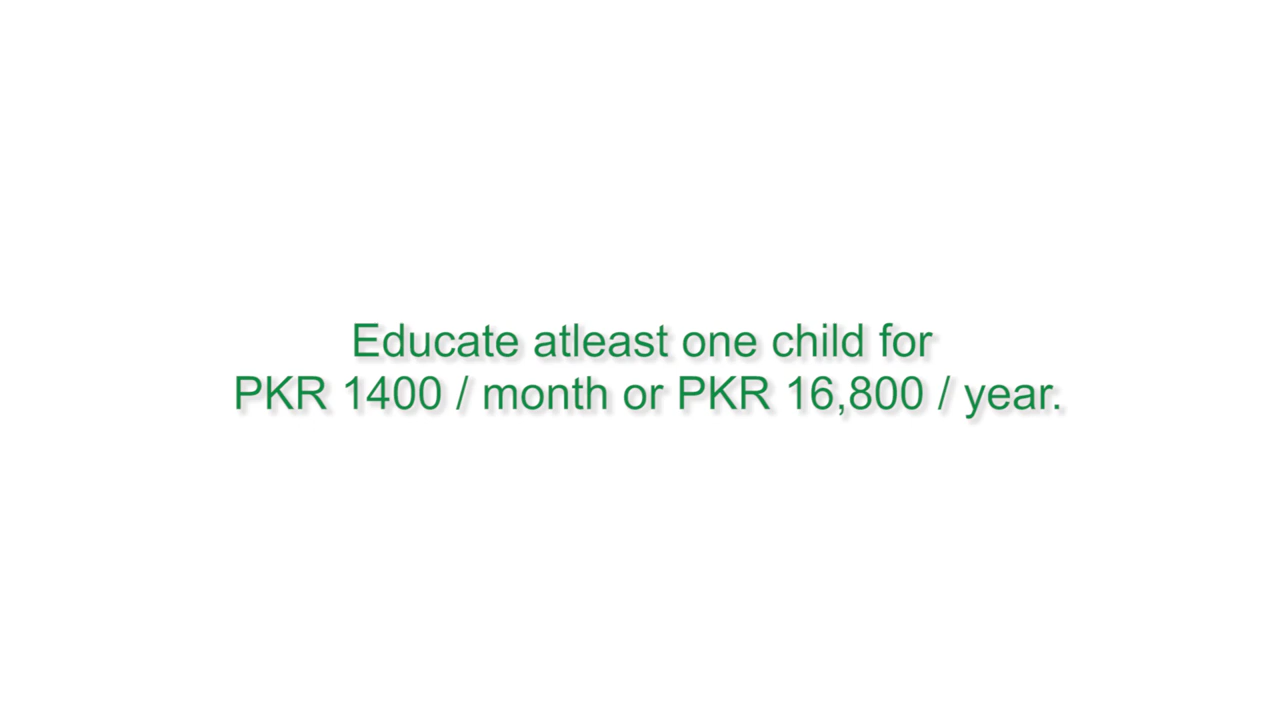 Educate atleast one child for
PKR 1400 / month or PKR 16,800 / year.